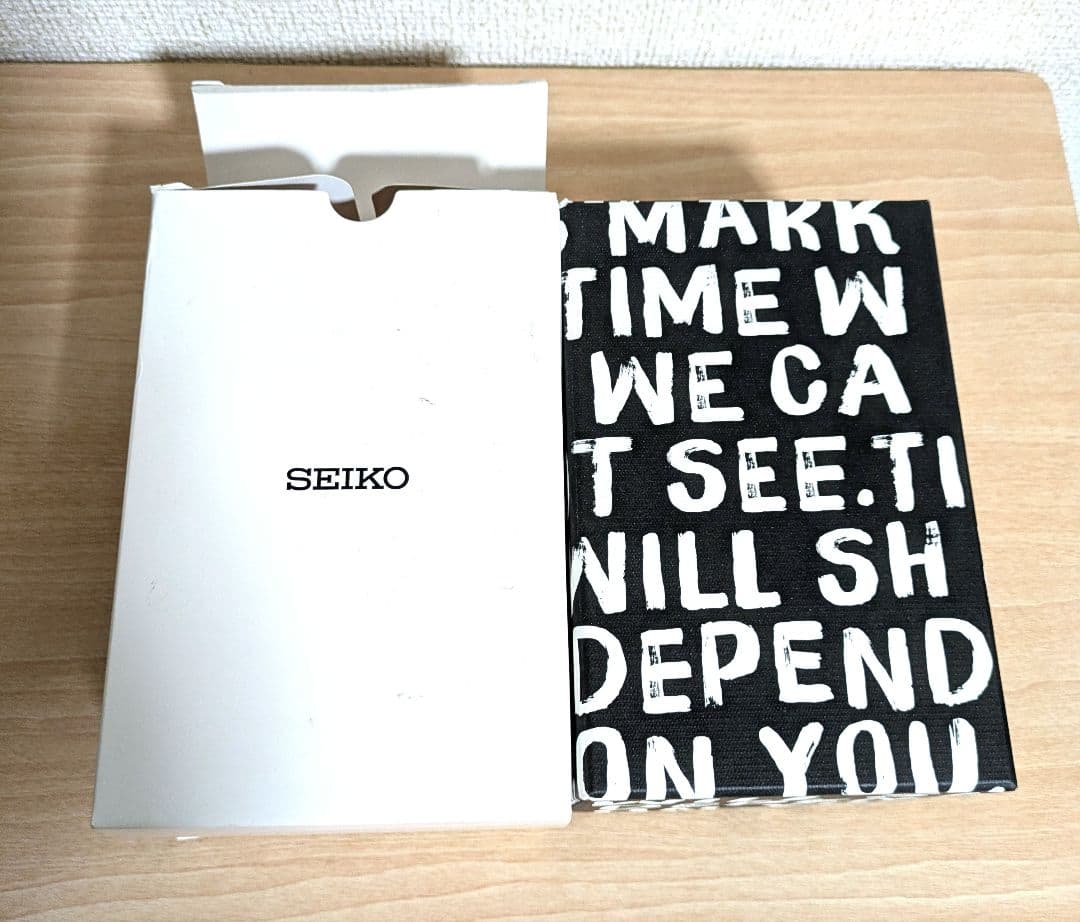 SEIKO
MARK
TIME W
WE CA
T SEE.TI
WILL SH
DEPEND
ON YOU